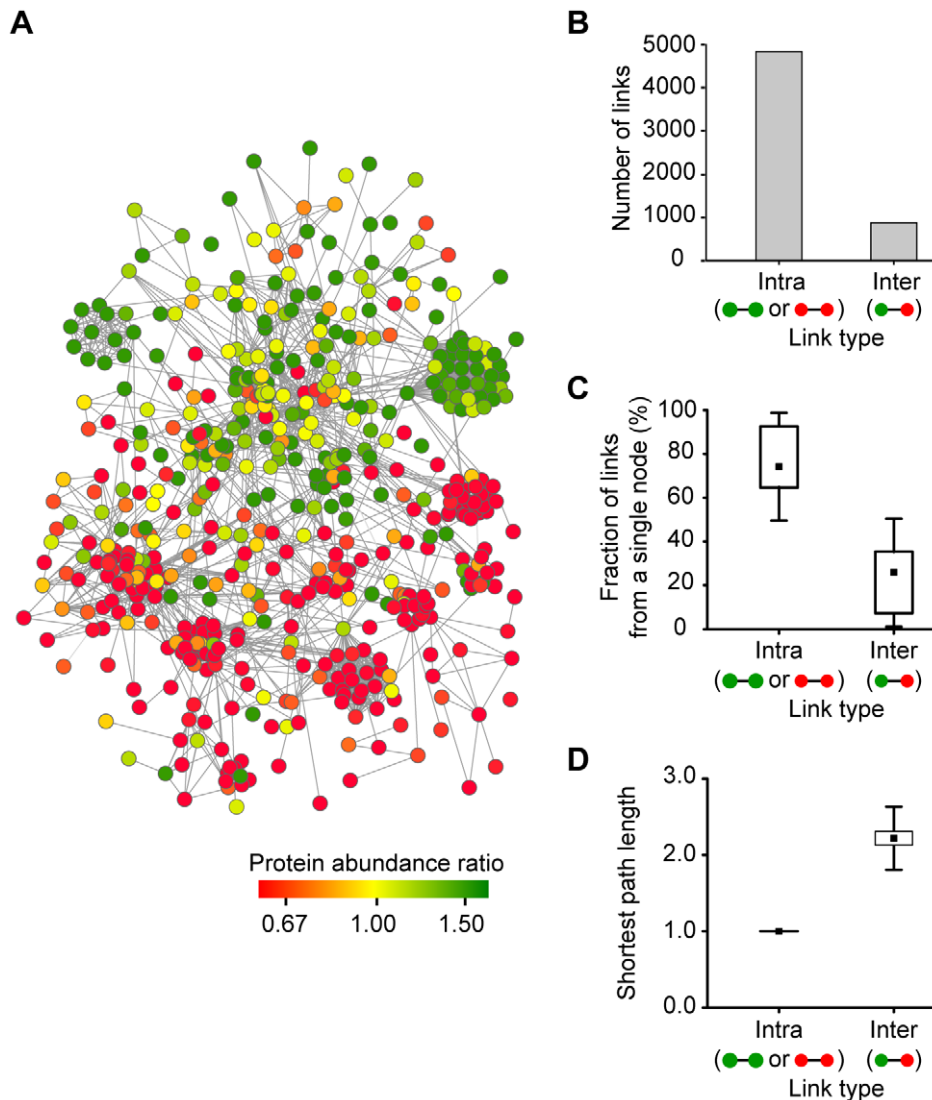 A
Protein abundance ratio
0.67 1.00 1.50
B
Number of links
5000
4000
3000
2000
1000
0
Intra Inter
( or ) ( )
Link type
C
Fraction of links
from a single node (%)
100
80
60
40
20
0
Intra Inter
( or ) ( )
Link type
D
Shortest path length
3.0
2.0
1.0
0.0
Intra Inter
( or ) ( )
Link type